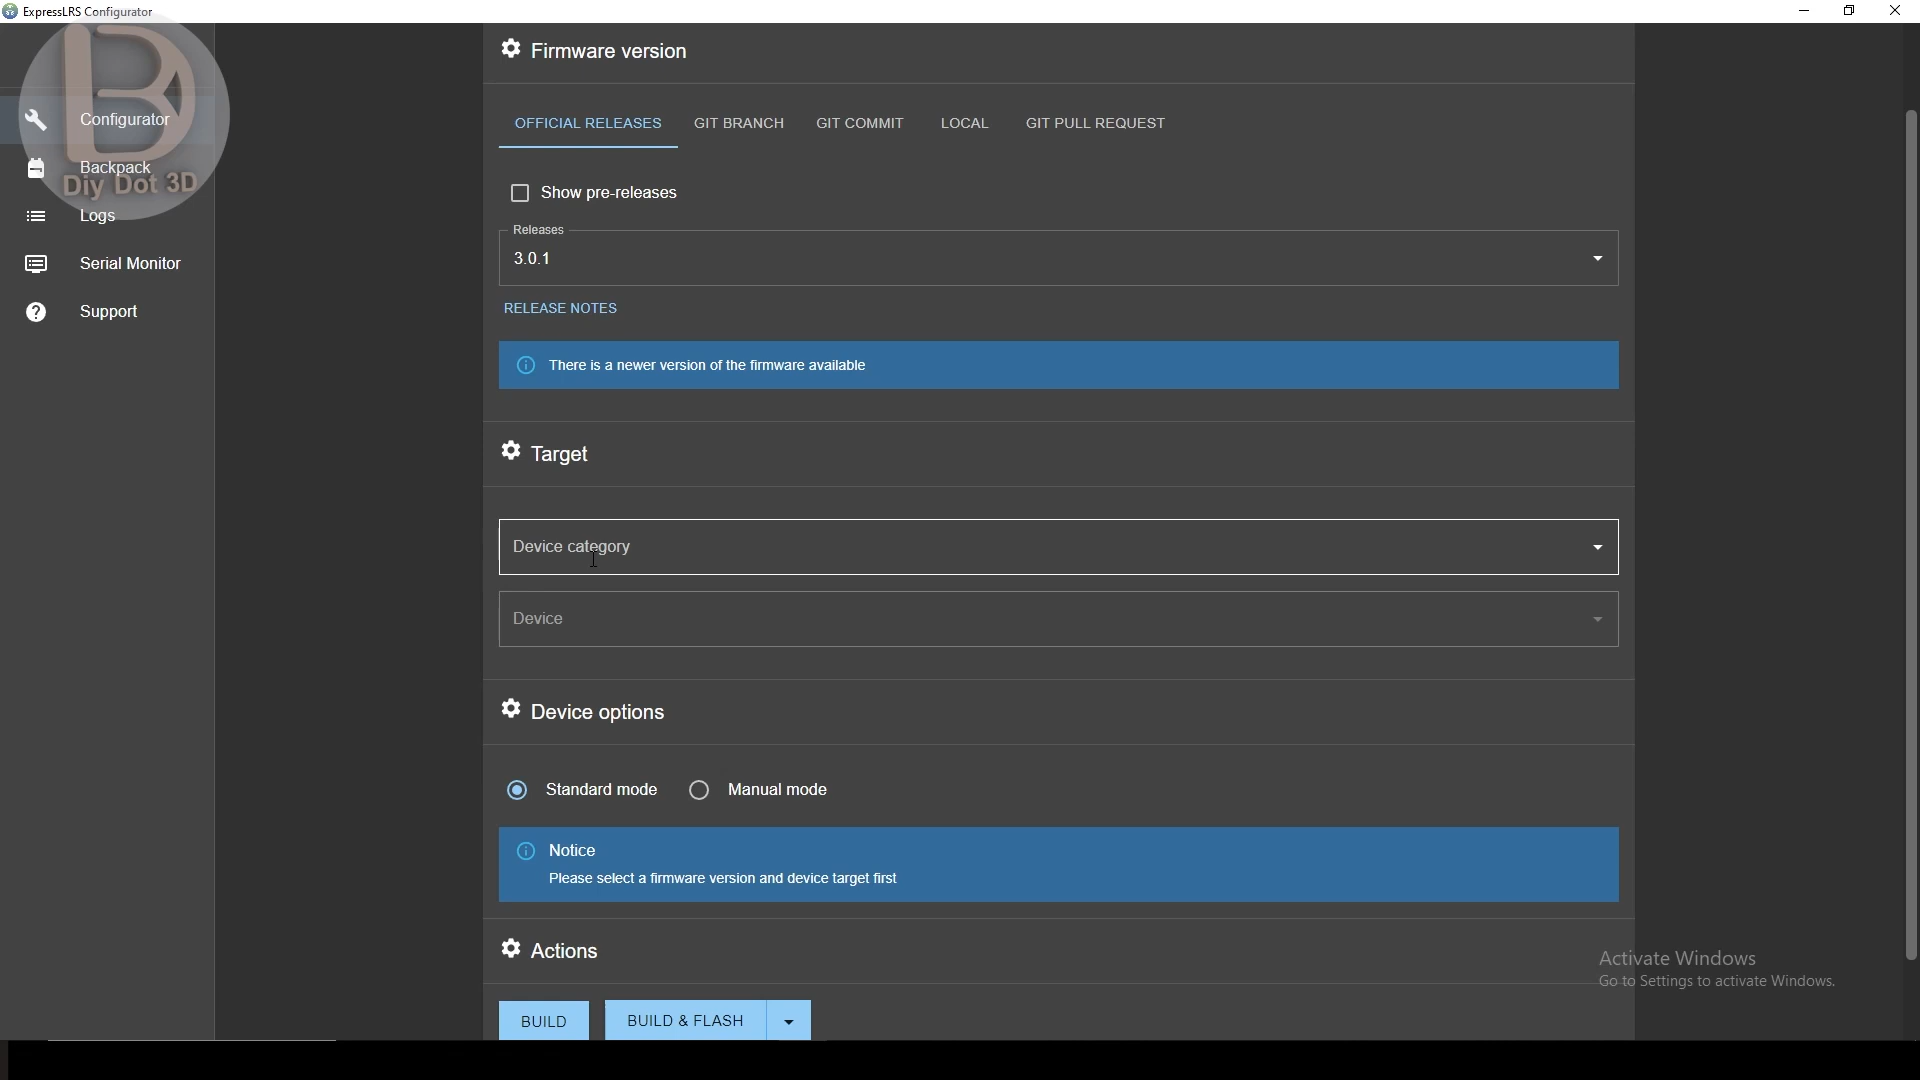 ExpressLRS Configurator
Firmware version
OFFICIAL RELEASES GIT BRANCH GIT COMMIT LOCAL GIT PULL REQUEST
Configurator
Backpack
Diy Dot 3D
Logs
Serial Monitor
Support
Show pre-releases
Releases
3.0.1
RELEASE NOTES
There is a newer version of the firmware available
Target
Device category
Device
Device options
Standard mode Manual mode
Notice
Please select a firmware version and device target first
Actions
BUILD BUILD & FLASH
Activate Windows
Go to Settings to activate Windows.